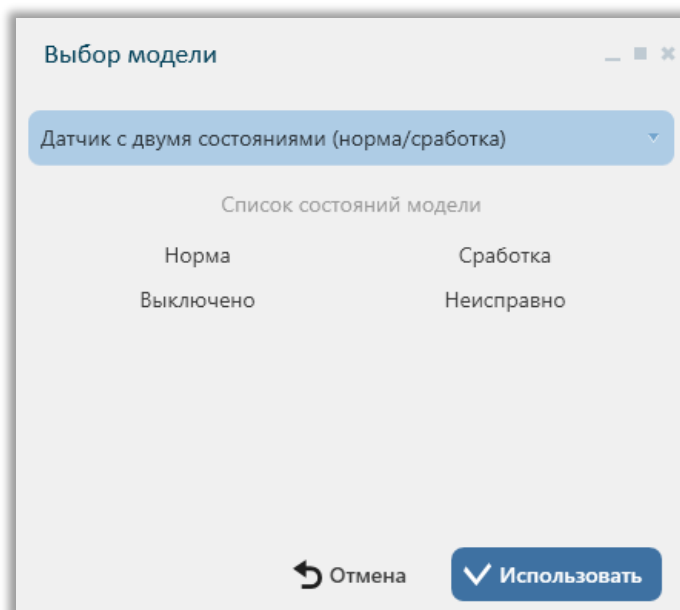 Выбор модели
Датчик с двумя состояниями (норма/сработка)
Список состояний модели
Норма Сработка
Выключено Неисправно
Отмена Использовать